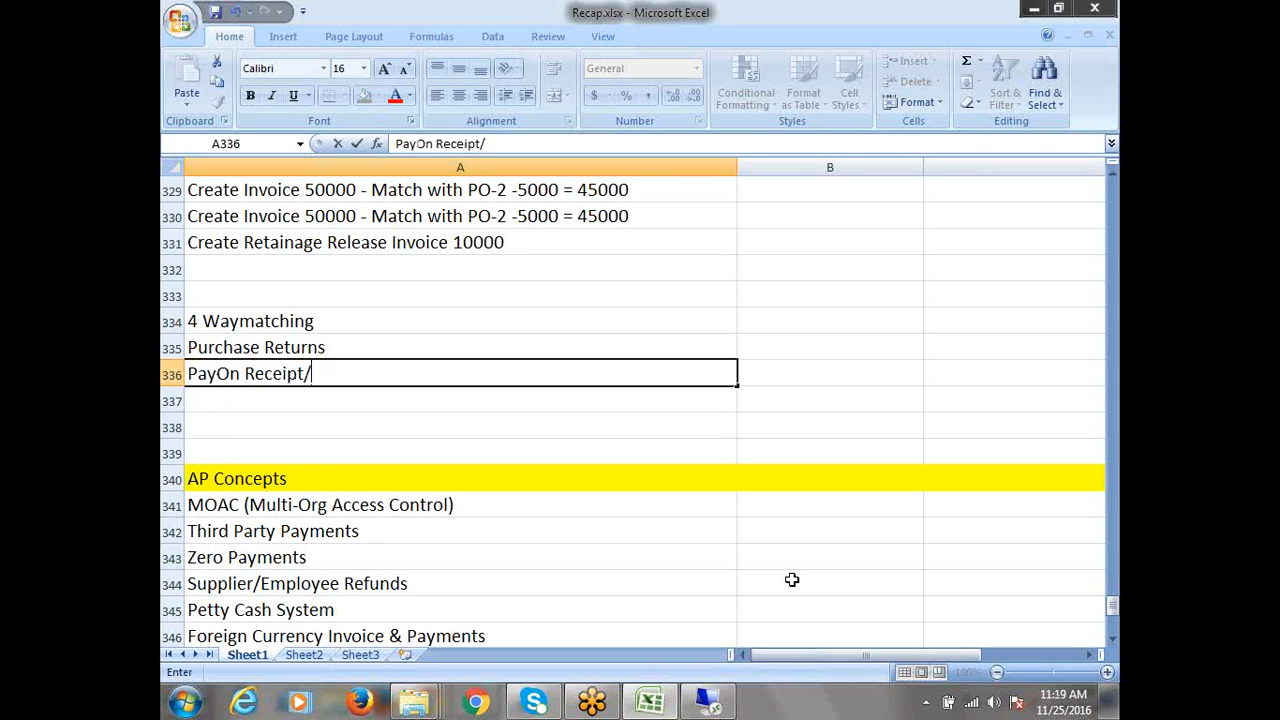 Recap.xlsx - Microsoft Excel
Home Insert Page Layout Formulas Data Review View
Paste
Clipboard
Calibri 16
B I U
Font
Alignment
General
$ % ,
Number
Conditional Formatting
Format as Table
Cell Styles
Styles
Insert
Delete
Format
Cells
Sort & Filter
Find & Select
Editing
A336 fx PayOn Receipt/
A B
329 Create Invoice 50000 - Match with PO-2 -5000 = 45000
330 Create Invoice 50000 - Match with PO-2 -5000 = 45000
331 Create Retainage Release Invoice 10000
332
333
334 4 Waymatching
335 Purchase Returns
336 PayOn Receipt/
337
338
339
340 AP Concepts
341 MOAC (Multi-Org Access Control)
342 Third Party Payments
343 Zero Payments
344 Supplier/Employee Refunds
345 Petty Cash System
346 Foreign Currency Invoice & Payments
Sheet1 Sheet2 Sheet3
Enter 100%
11:19 AM
11/25/2016